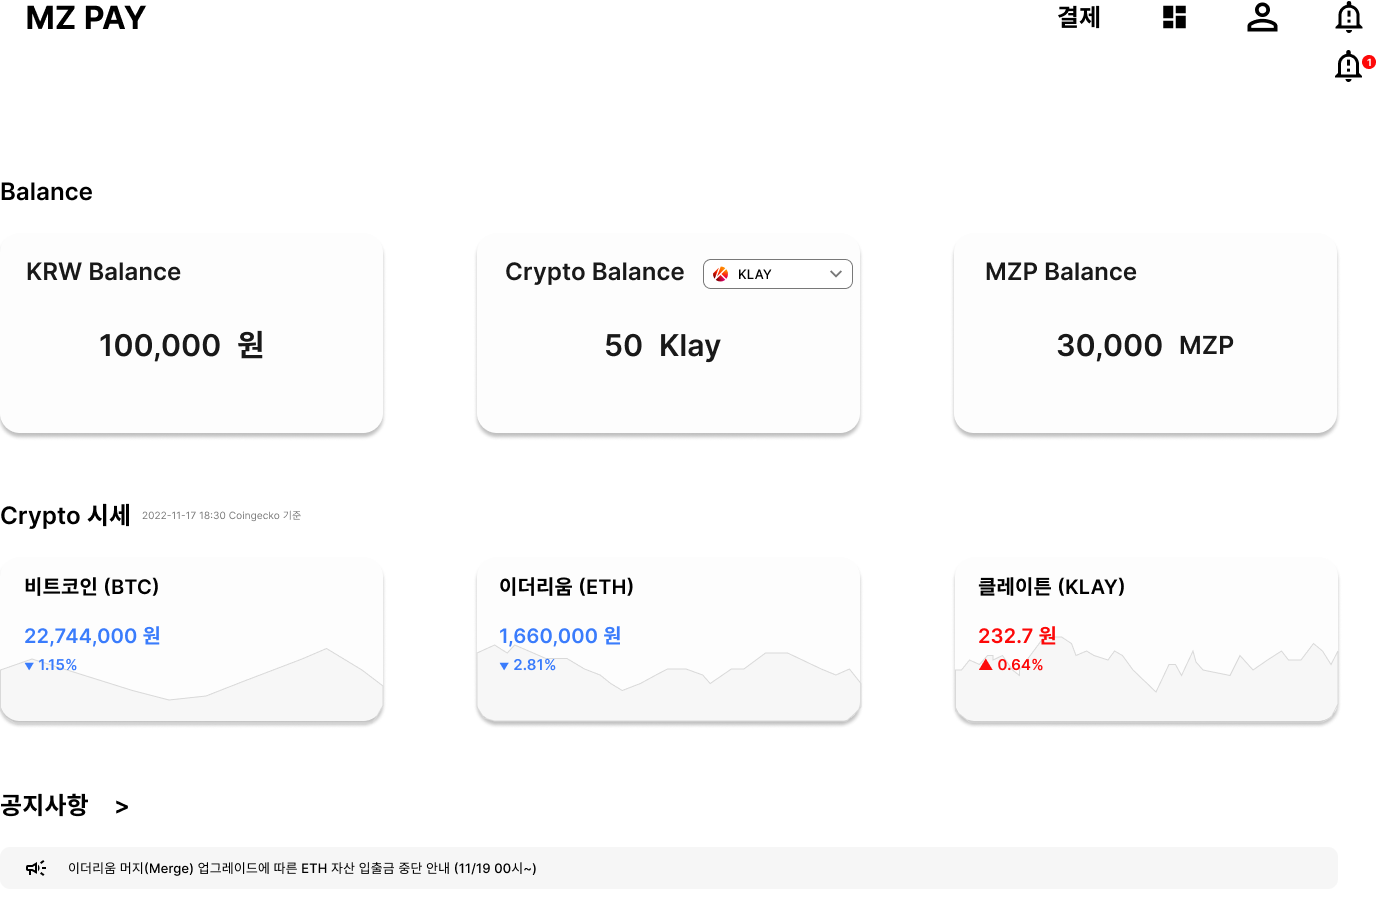 MZ PAY
결제
1
Balance
KRW Balance
100,000 원
Crypto Balance
KLAY
50 Klay
MZP Balance
30,000 MZP
Crypto 시세
2022-11-17 18:30 Coingecko 기준
비트코인 (BTC)
22,744,000 원
▼ 1.15%
이더리움 (ETH)
1,660,000 원
▼ 2.81%
클레이튼 (KLAY)
232.7 원
▲ 0.64%
공지사항 >
이더리움 머지(Merge) 업그레이드에 따른 ETH 자산 입출금 중단 안내 (11/19 00시~)